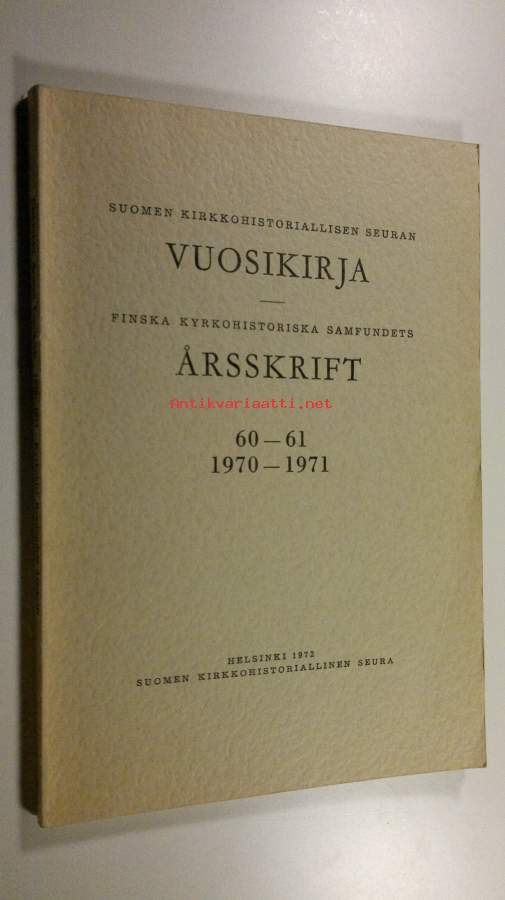 SUOMEN KIRKKOHISTORIALLISEN SEURAN
VUOSIKIRJA
FINSKA KYRKOHISTORISKA SAMFUNDETS
ÅRSSKRIFT
Antikvariaatti.net
60 — 61
1970 — 1971
HELSINKI 1972
SUOMEN KIRKKOHISTORIALLINEN SEURA